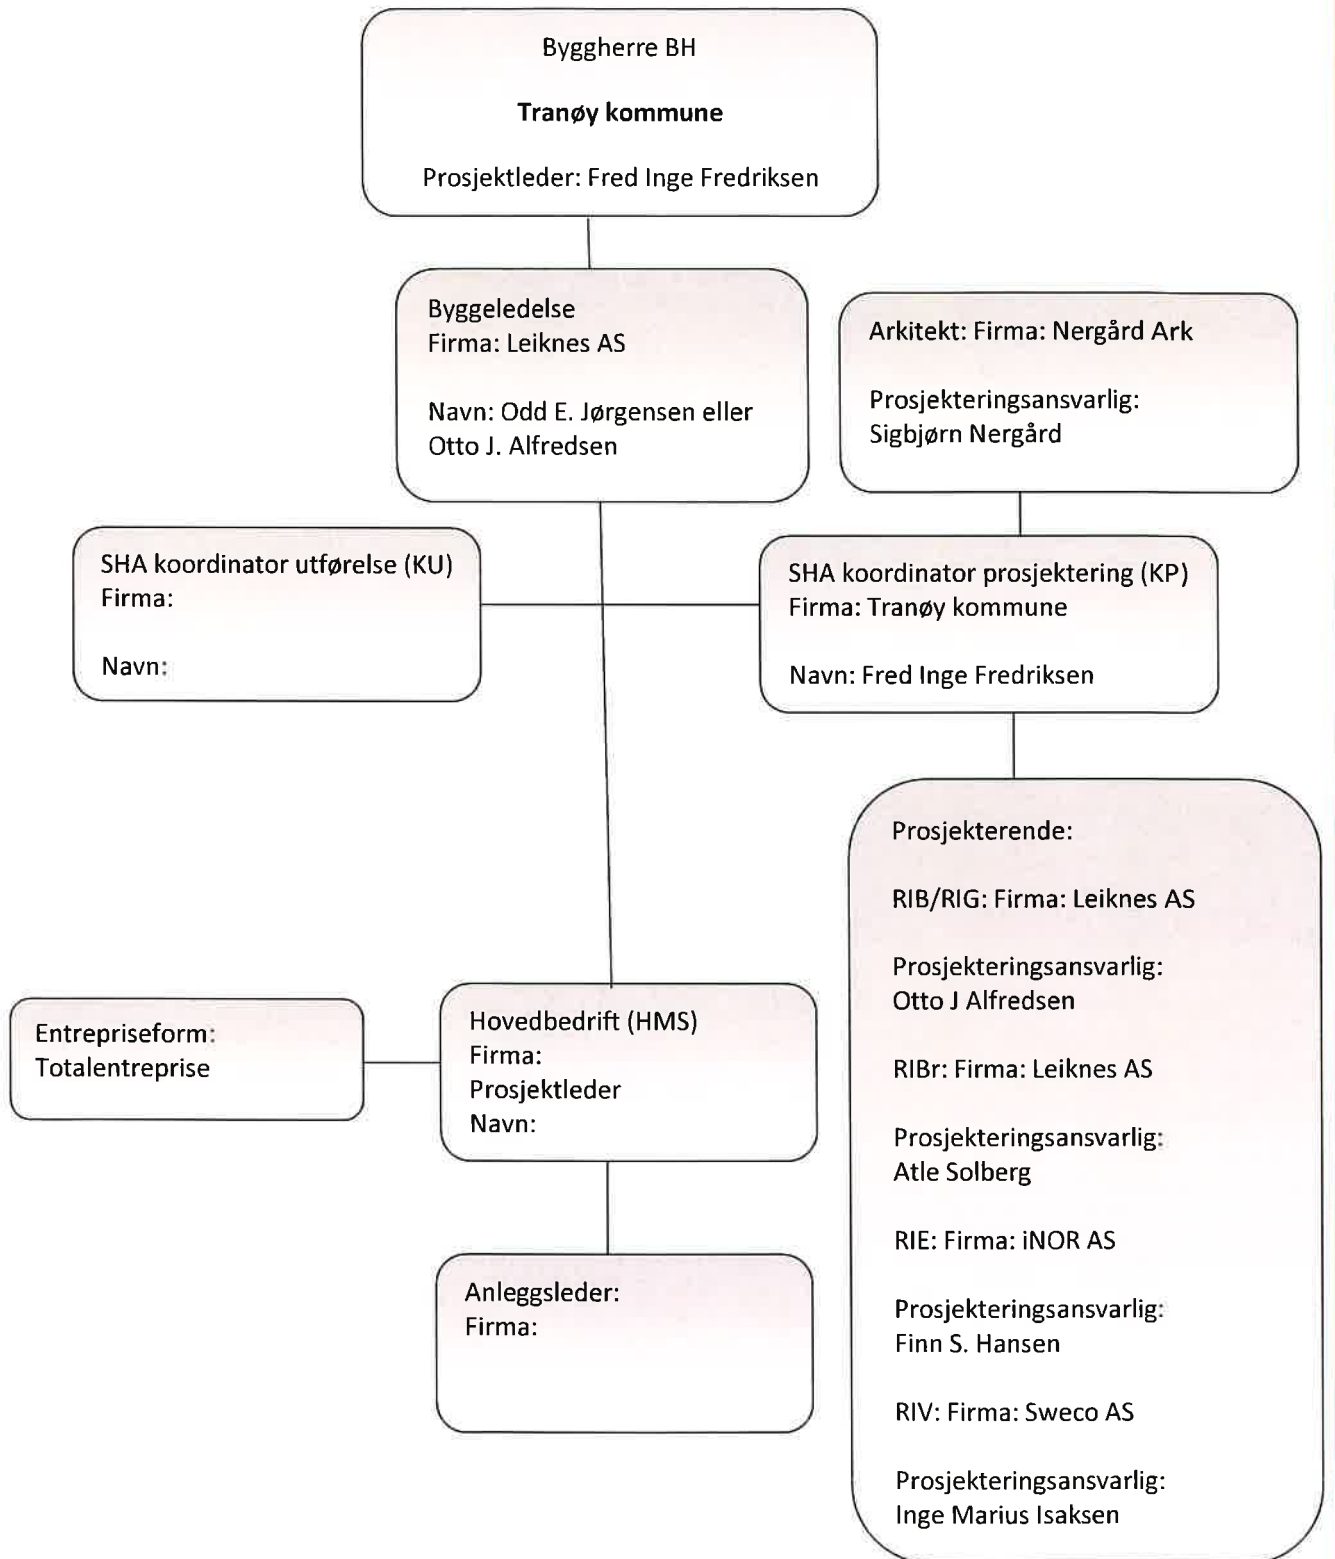 Byggherre BH
Tranøy kommune
Prosjektleder: Fred Inge Fredriksen
Byggeledelse
Firma: Leiknes AS
Navn: Odd E. Jørgensen eller
Otto J. Alfredsen
Arkitekt: Firma: Nergård Ark
Prosjekteringsansvarlig:
Sigbjørn Nergård
SHA koordinator utførelse (KU)
Firma:
Navn:
SHA koordinator prosjektering (KP)
Firma: Tranøy kommune
Navn: Fred Inge Fredriksen
Entrepriseform:
Totalentreprise
Hovedbedrift (HMS)
Firma:
Prosjektleder
Navn:
Anleggsleder:
Firma:
Prosjekterende:
RIB/RIG: Firma: Leiknes AS
Prosjekteringsansvarlig:
Otto J Alfredsen
RIBr: Firma: Leiknes AS
Prosjekteringsansvarlig:
Atle Solberg
RIE: Firma: iNOR AS
Prosjekteringsansvarlig:
Finn S. Hansen
RIV: Firma: Sweco AS
Prosjekteringsansvarlig:
Inge Marius Isaksen